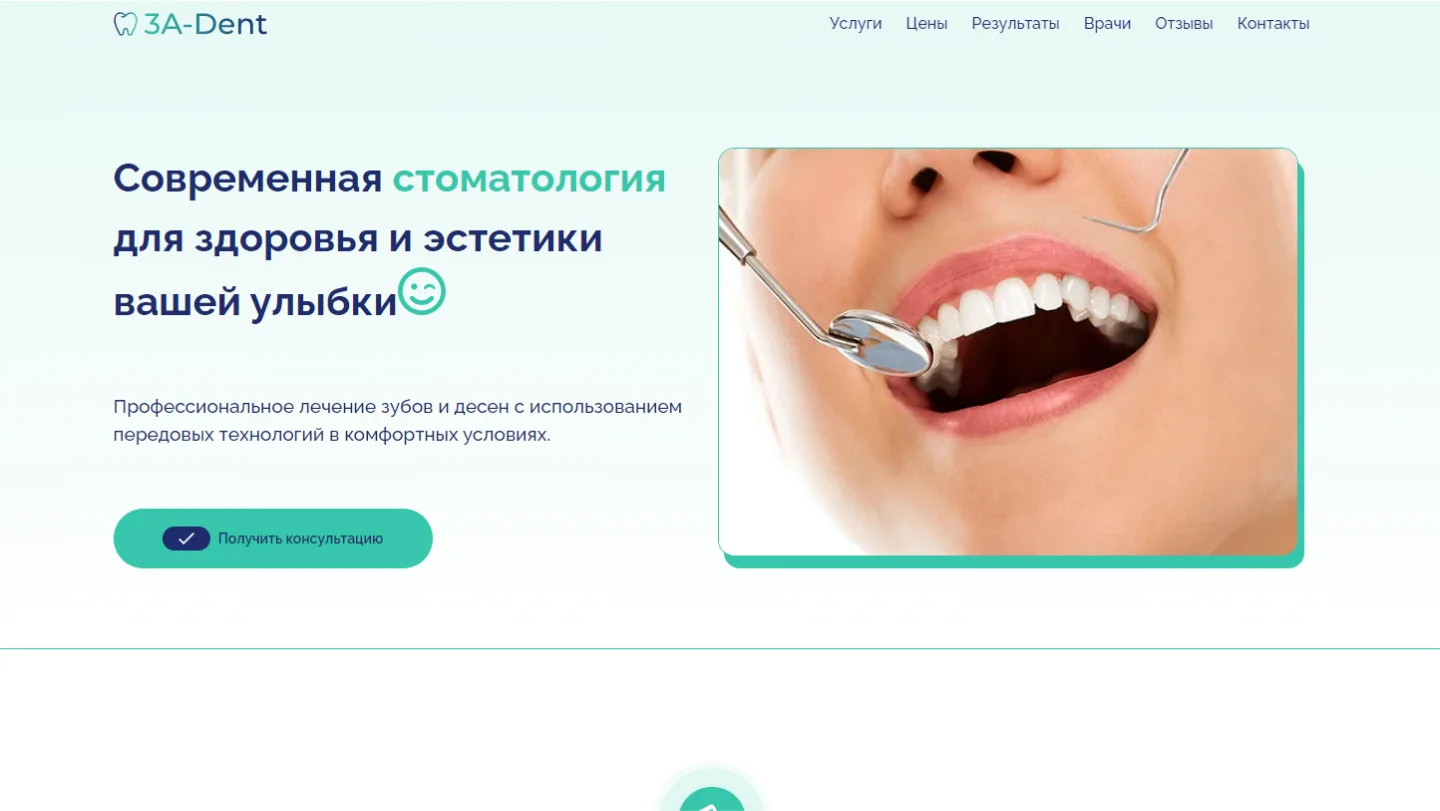 3A-Dent
Услуги Цены Результаты Врачи Отзывы Контакты
Современная стоматология
для здоровья и эстетики
вашей улыбки
Профессиональное лечение зубов и десен с использованием
передовых технологий в комфортных условиях.
Получить консультацию